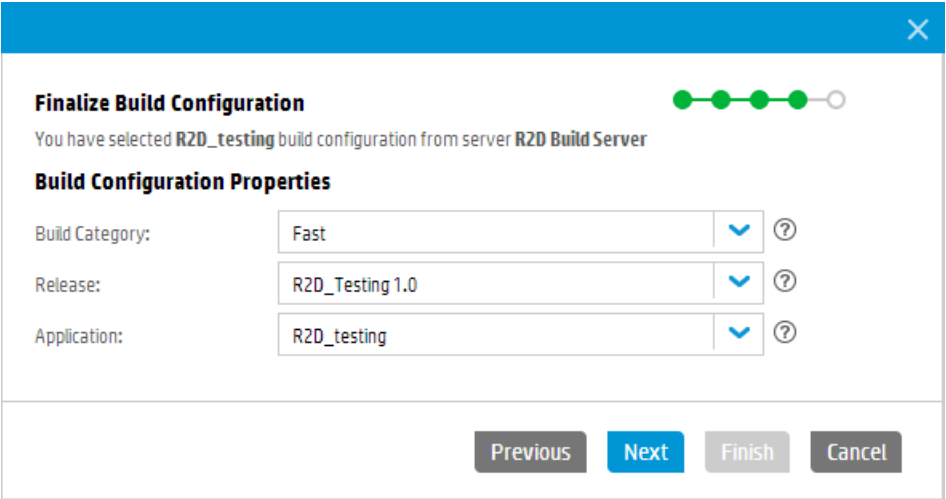 Finalize Build Configuration
You have selected R2D_testing build configuration from server R2D Build Server
Build Configuration Properties
Build Category: Fast ?
Release: R2D_Testing 1.0 ?
Application: R2D_testing ?
Previous Next Finish Cancel